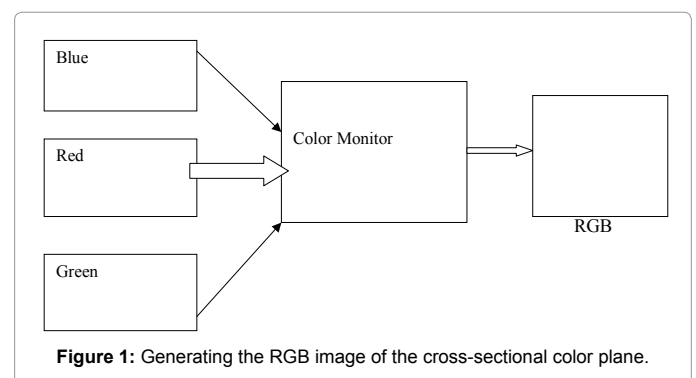 Blue
Red
Color Monitor
Green
RGB
Figure 1: Generating the RGB image of the cross-sectional color plane.